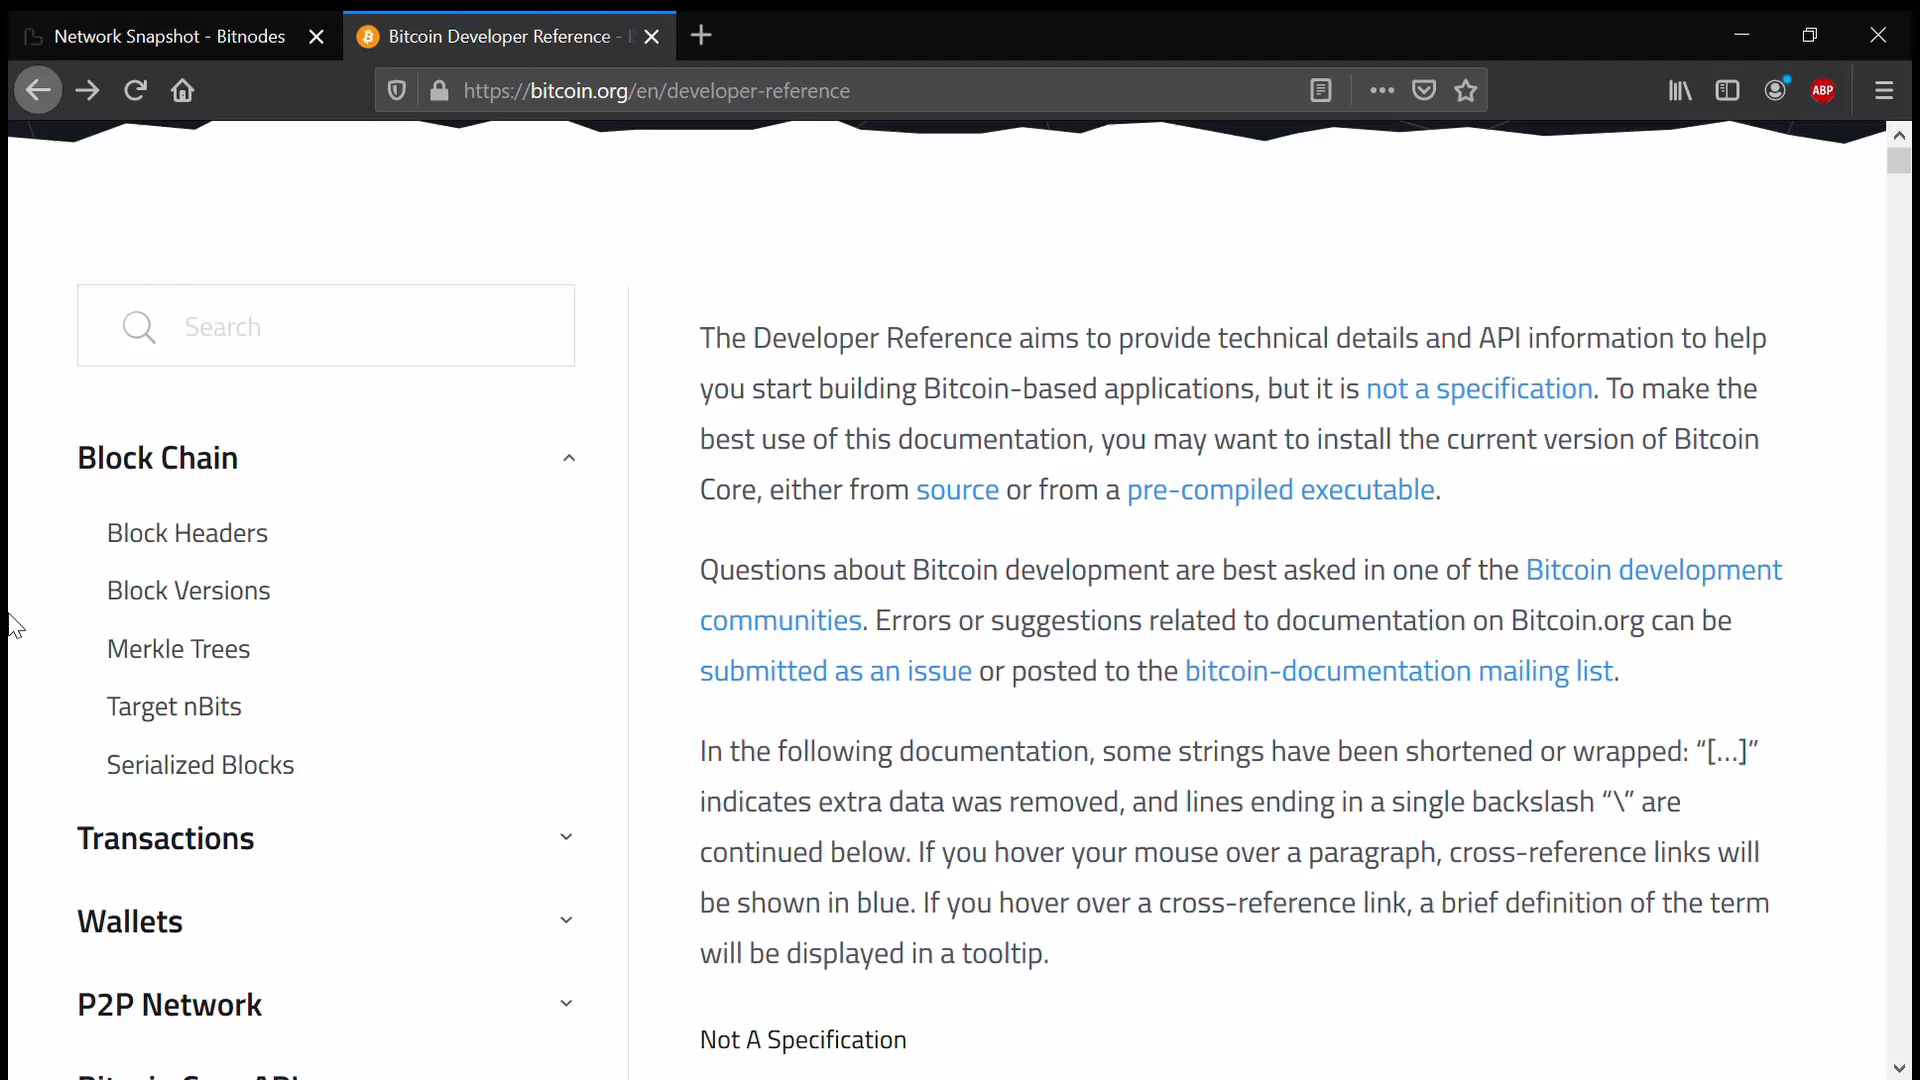 Network Snapshot - Bitnodes
Bitcoin Developer Reference -
https://bitcoin.org/en/developer-reference
ABP
Search
Block Chain
Block Headers
Block Versions
Merkle Trees
Target nBits
Serialized Blocks
Transactions
Wallets
P2P Network
The Developer Reference aims to provide technical details and API information to help
you start building Bitcoin-based applications, but it is not a specification. To make the
best use of this documentation, you may want to install the current version of Bitcoin
Core, either from source or from a pre-compiled executable.
Questions about Bitcoin development are best asked in one of the Bitcoin development
communities. Errors or suggestions related to documentation on Bitcoin.org can be
submitted as an issue or posted to the bitcoin-documentation mailing list.
In the following documentation, some strings have been shortened or wrapped: “[…]”
indicates extra data was removed, and lines ending in a single backslash “\” are
continued below. If you hover your mouse over a paragraph, cross-reference links will
be shown in blue. If you hover over a cross-reference link, a brief definition of the term
will be displayed in a tooltip.
Not A Specification